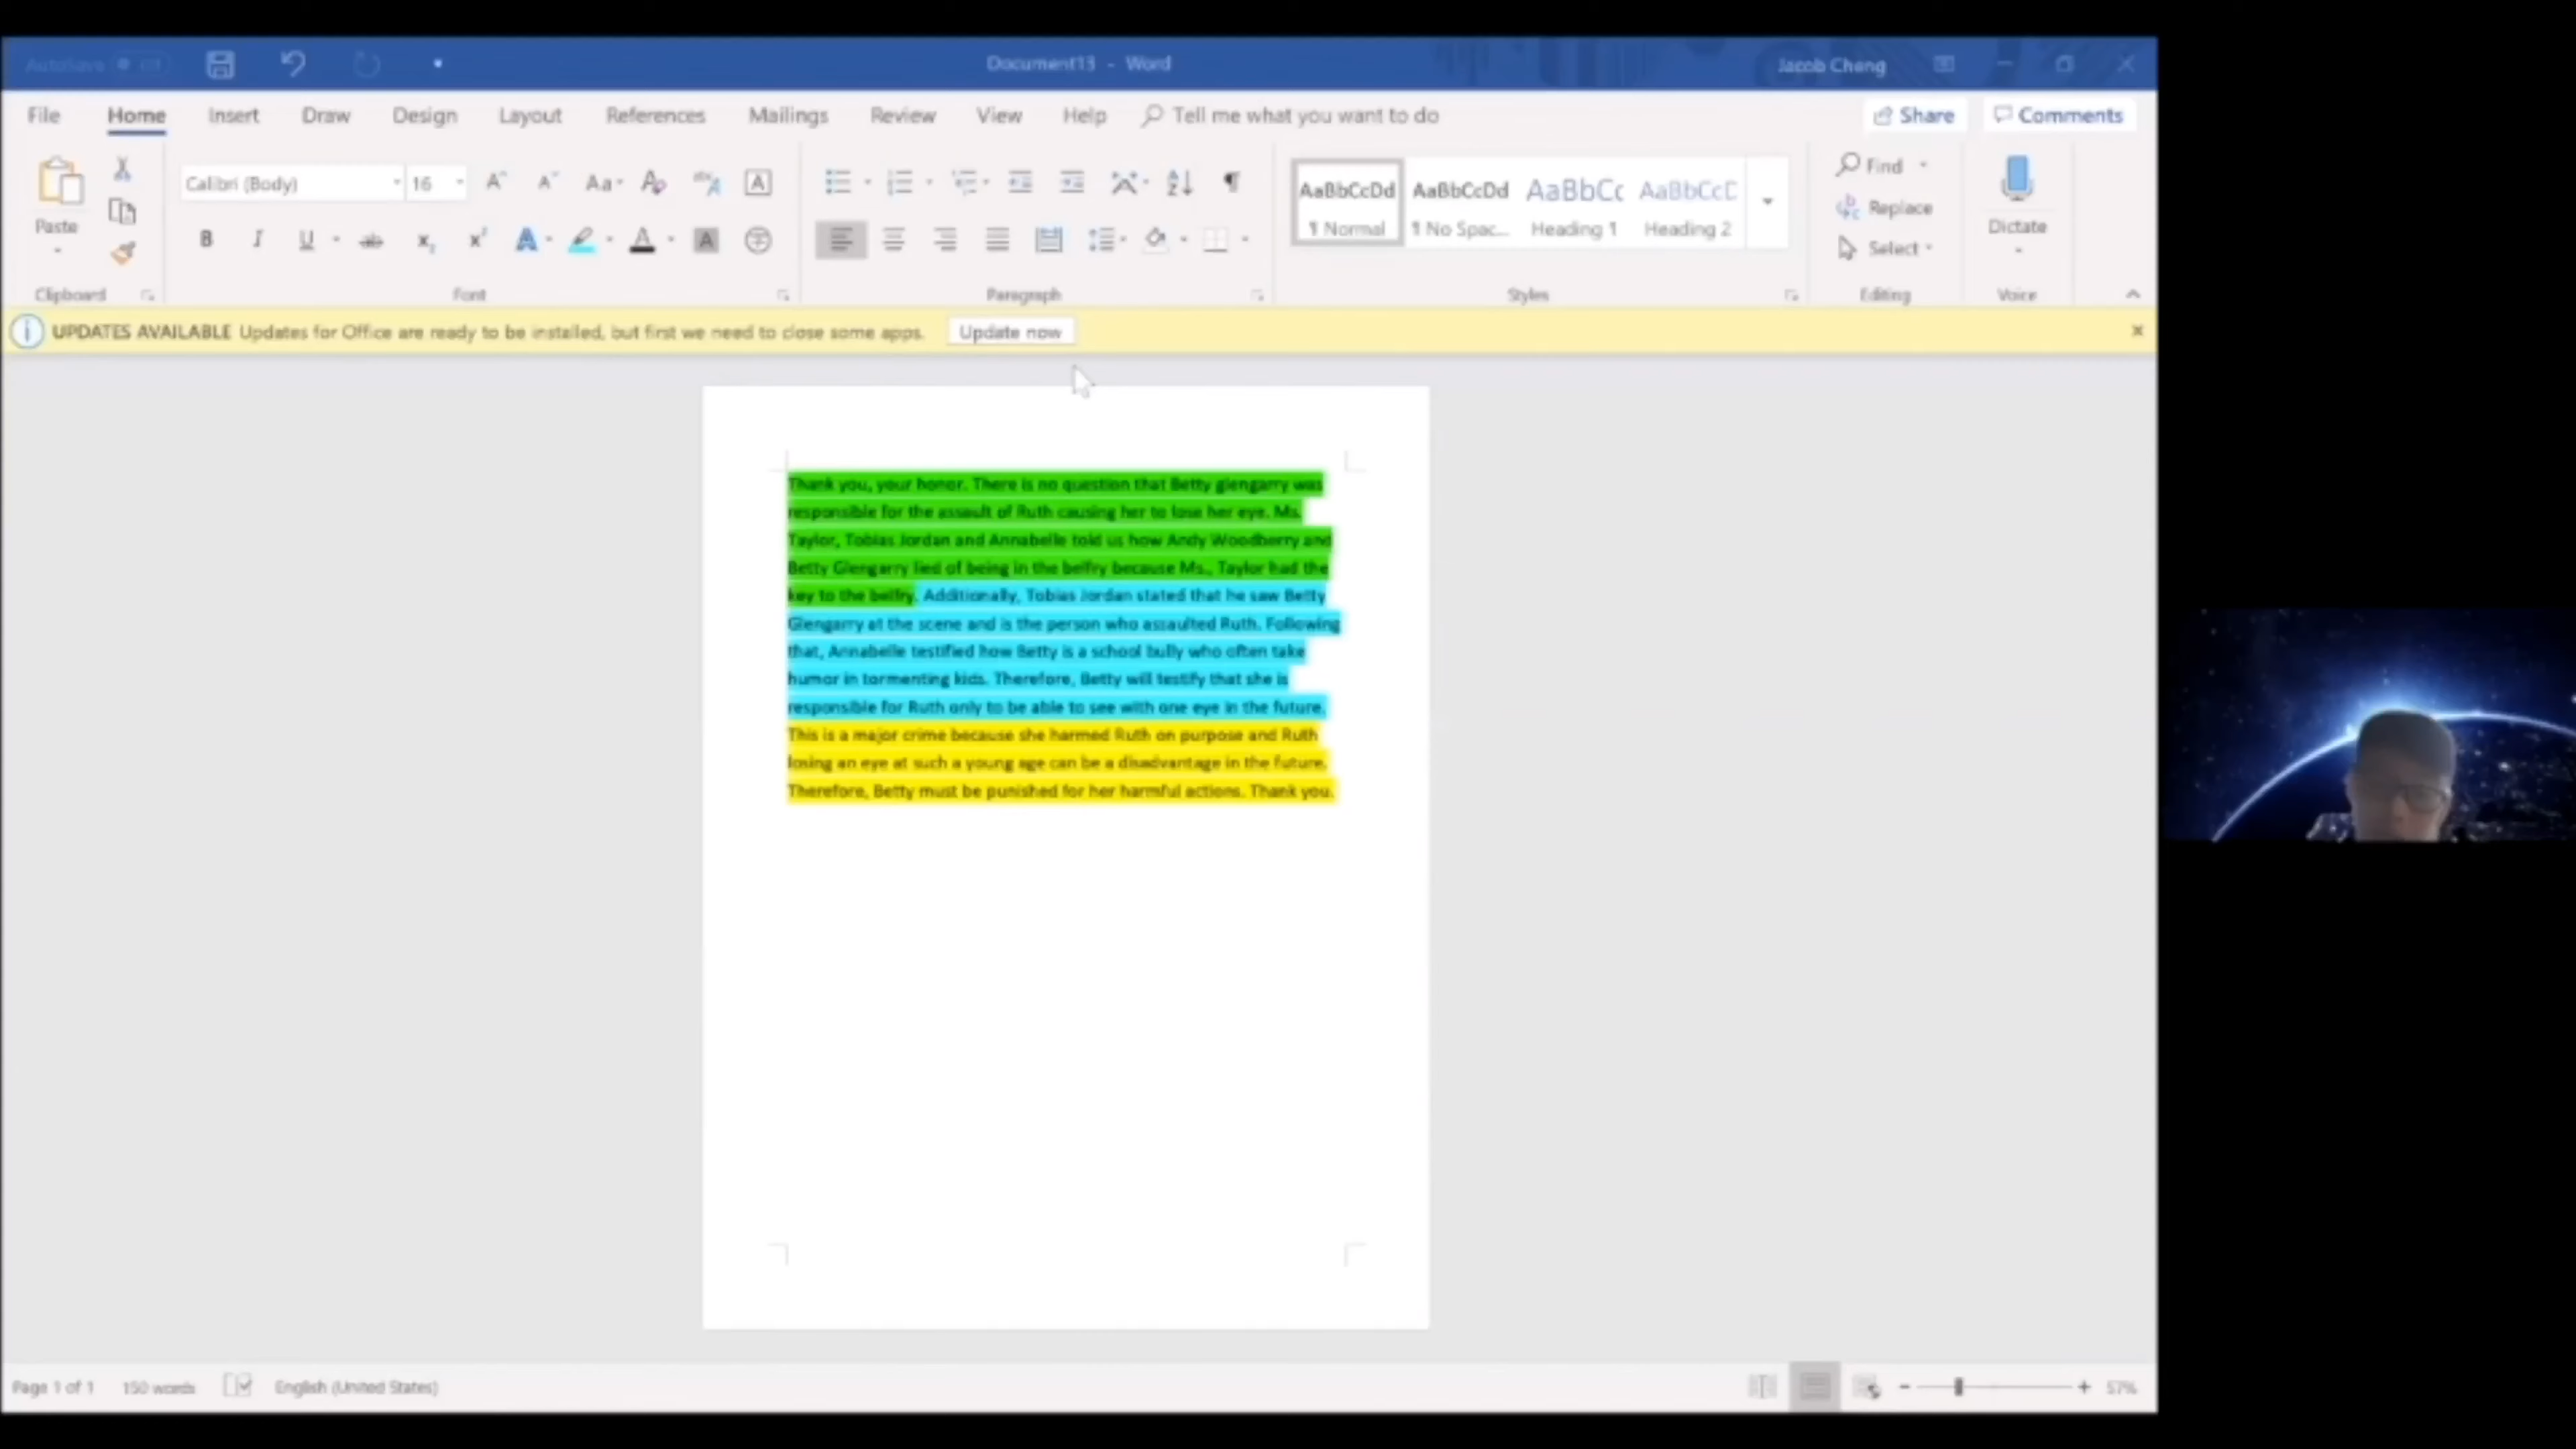 AutoSave
Document13 - Word
Jacob Cheng
File Home Insert Draw Design Layout References Mailings Review View Help Tell me what you want to do Share Comments
Paste
Calibri (Body) 16
AaBbCcDd AaBbCcDd AaBbCc AaBbCcD
¶ Normal ¶ No Spac... Heading 1 Heading 2
Find
Replace
Select
Dictate
Clipboard Font Paragraph Styles Editing Voice
UPDATES AVAILABLE Updates for Office are ready to be installed, but first we need to close some apps. Update now
Thank you, your honor. There is no question that Betty glengarry was
responsible for the assault of Ruth causing her to lose her eye. Ms.
Taylor, Tobias Jordan and Annabelle told us how Andy Woodberry and
Betty Glengarry lied of being in the belfry because Ms., Taylor had the
key to the belfry. Additionally, Tobias Jordan stated that he saw Betty
Glengarry at the scene and is the person who assaulted Ruth. Following
that, Annabelle testified how Betty is a school bully who often take
humor in tormenting kids. Therefore, Betty will testify that she is
responsible for Ruth only to be able to see with one eye in the future.
This is a major crime because she harmed Ruth on purpose and Ruth
losing an eye at such a young age can be a disadvantage in the future.
Therefore, Betty must be punished for her harmful actions. Thank you.
Page 1 of 1 150 words English (United States) 57%